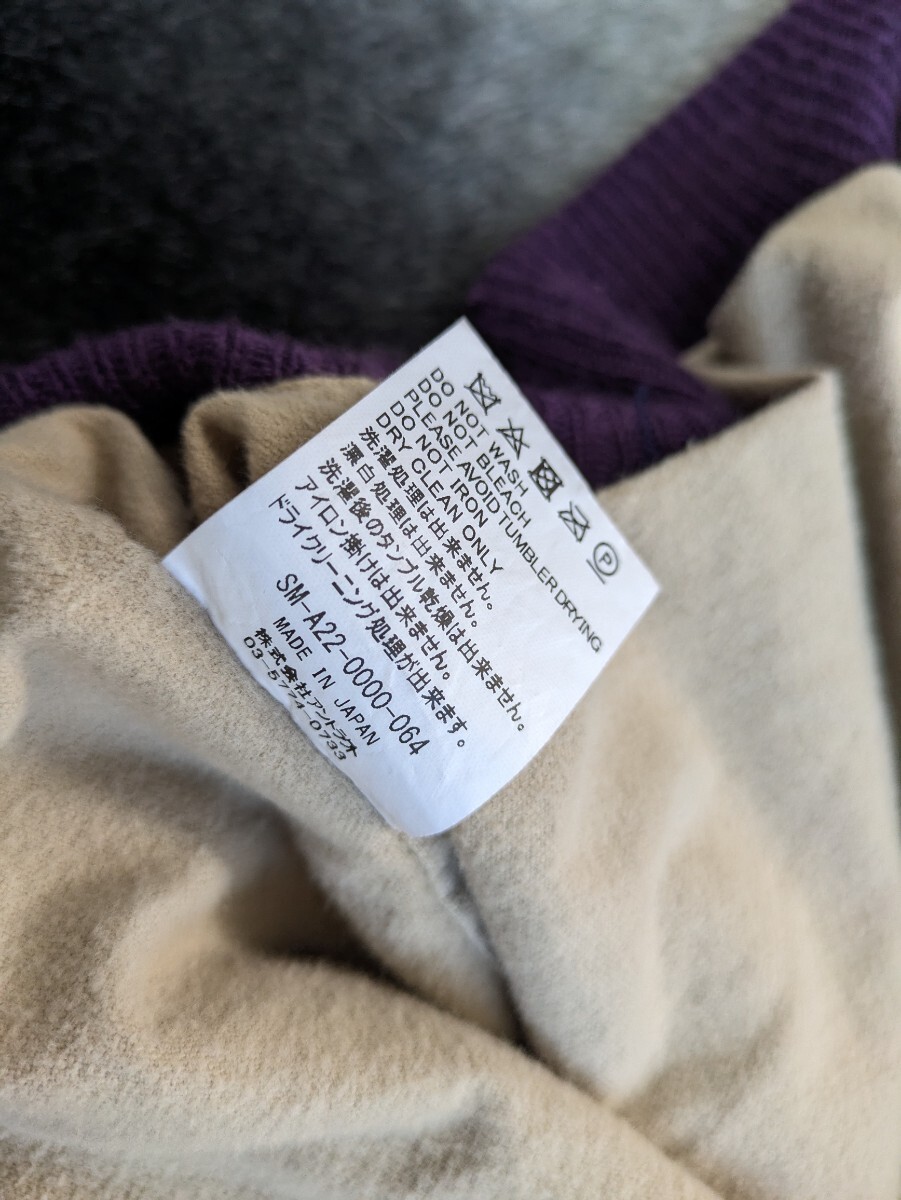 P
DO NOT WASH
DO NOT BLEACH
PLEASE AVOID TUMBLER DRYING
DO NOT IRON
DRY CLEAN ONLY
洗濯処理は出来ません。
漂白処理は出来ません。
洗濯後のタンブル乾燥は出来ません。
アイロン掛けは出来ません。
ドライクリーニング処理が出来ます。
SM-A22-0000-064
MADE IN JAPAN
株式会社アントラクト
03-5774-0733